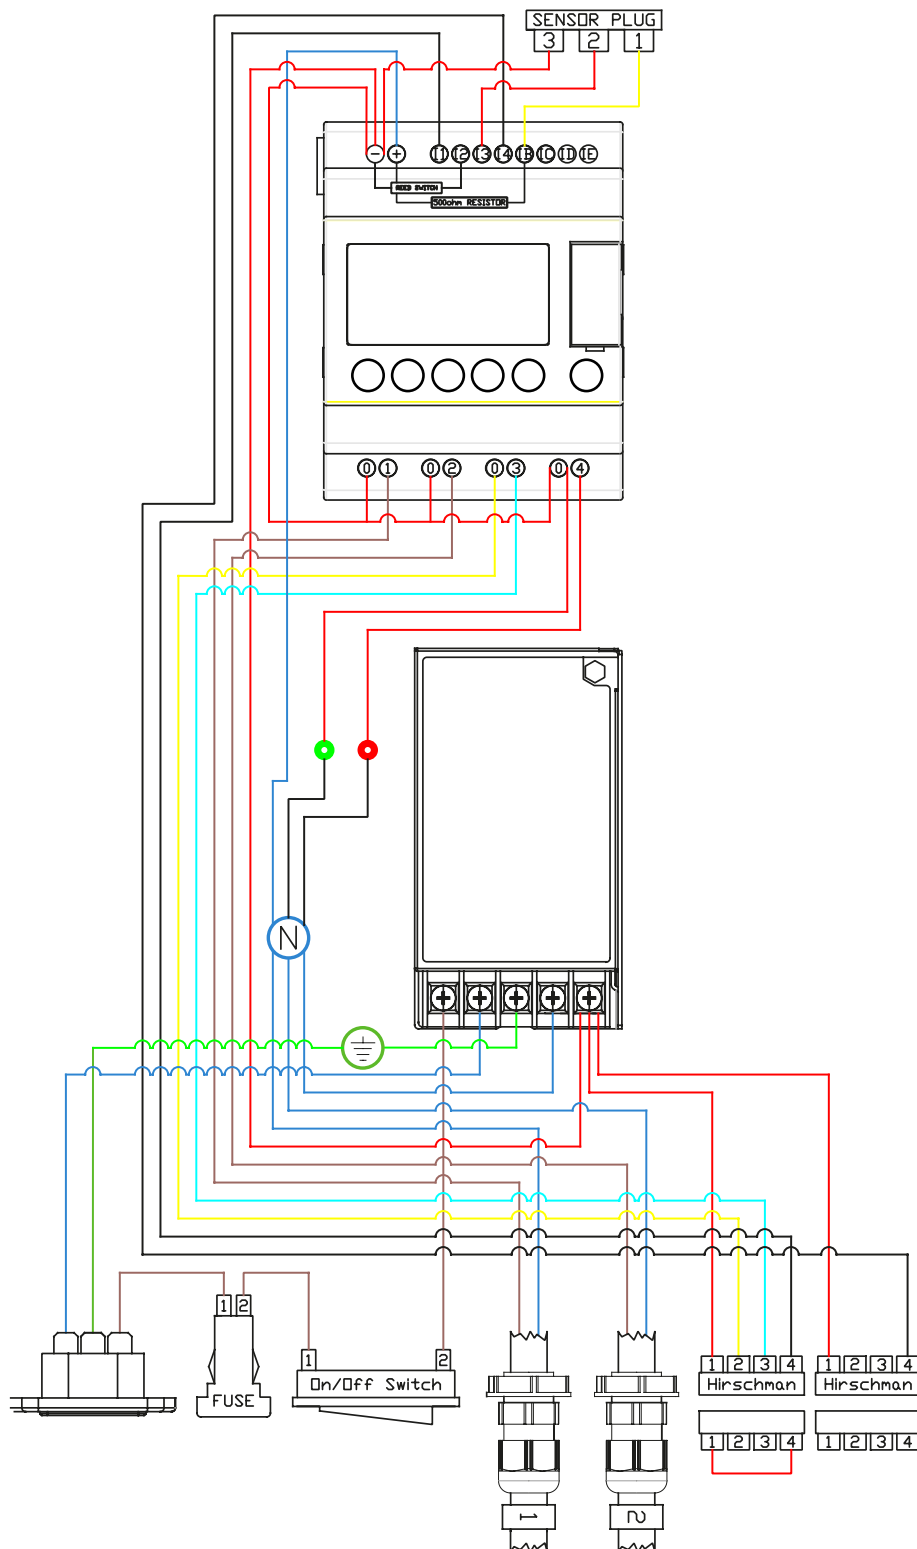 SENSOR PLUG
3 2 1
- + I1 I2 I3 I4 IB IC ID IE
REED SWITCH
500ohm RESISTOR
0 1 0 2 0 3 0 4
N
1 2
FUSE
1 2
On/Off Switch
1 2 3 4
Hirschman
1 2 3 4
Hirschman
1 2 3 4
1 2 3 4
1
2